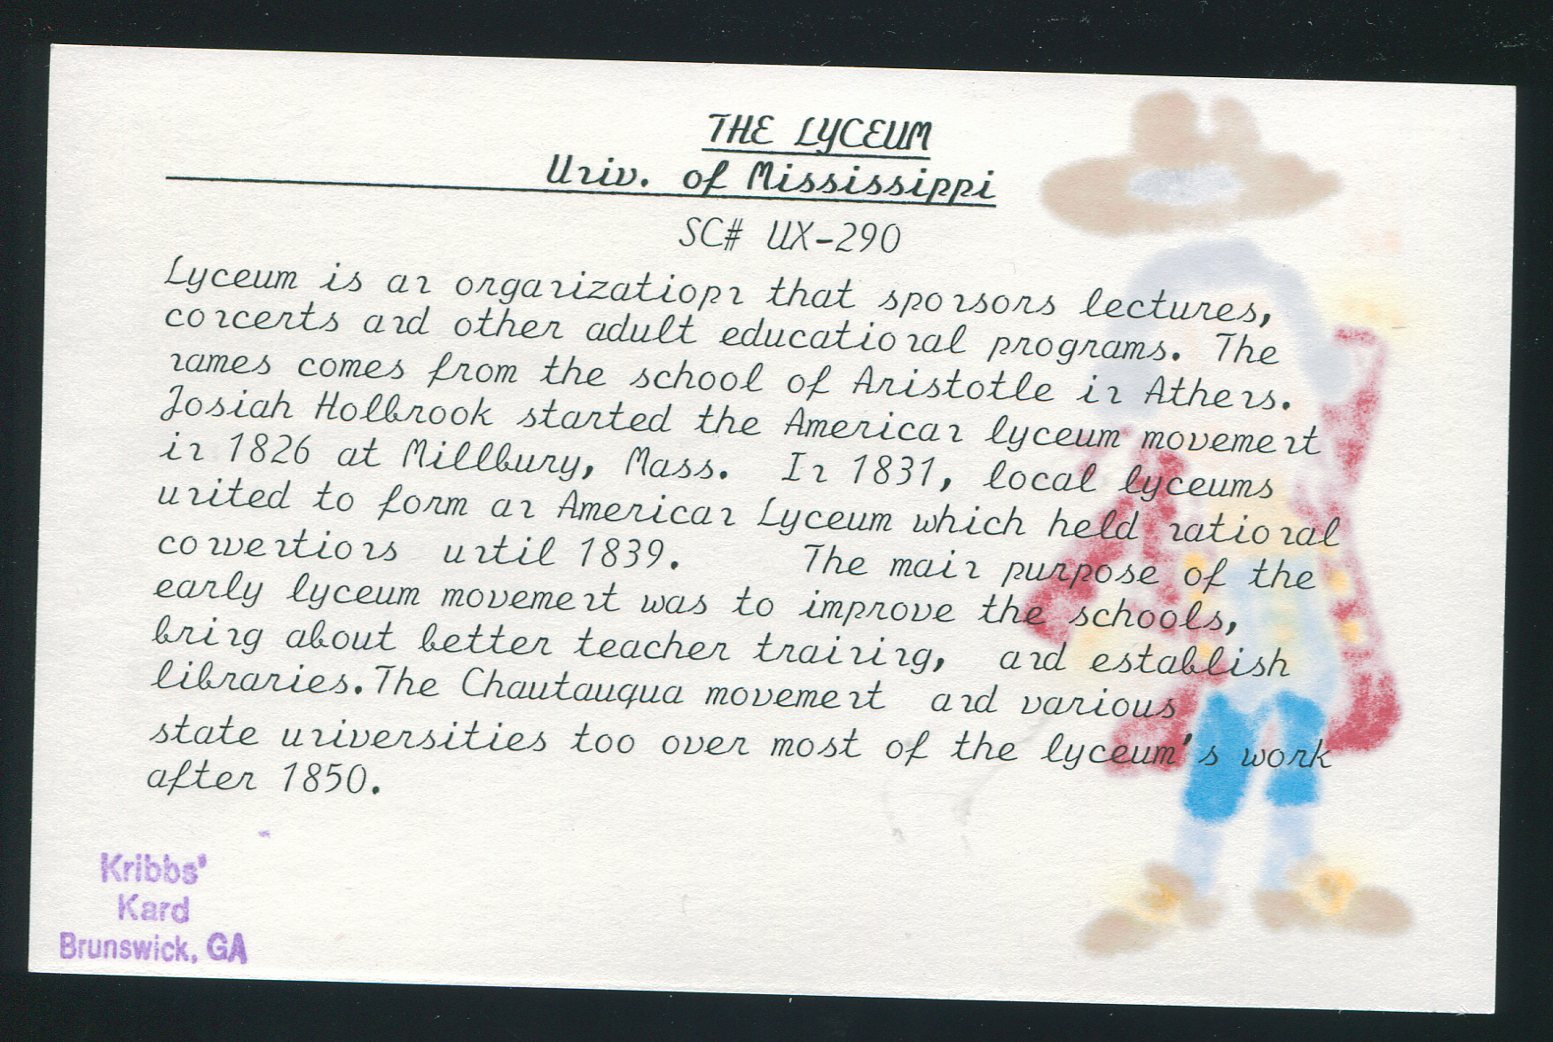 THE LYCEUM
Univ. of Mississippi
SC# UX-290
Lyceum is an organizatiopn that sponsors lectures,
concerts and other adult educational programs. The
names comes from the school of Aristotle in Athens.
Josiah Holbrook started the American lyceum movement
in 1826 at Millbury, Mass. In 1831, local lyceums
united to form an American Lyceum which held national
conventions until 1839. The main purpose of the
early lyceum movement was to improve the schools,
bring about better teacher training, and establish
libraries. The Chautauqua movement and various
state universities too over most of the lyceum's work
after 1850.
Kribbs'
Kard
Brunswick, GA